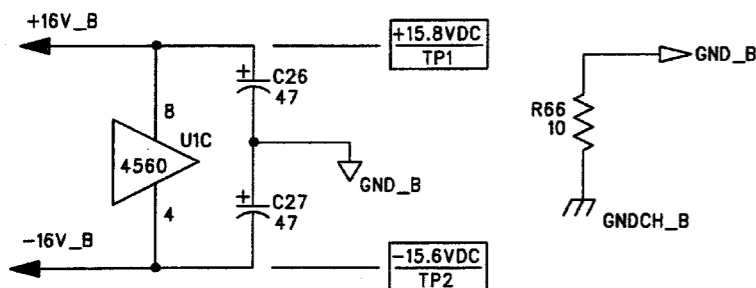 +16V_B
+15.8VDC
TP1
+
C26
47
8
U1C
4560
GND_B
+
C27
47
4
-16V_B
-15.6VDC
TP2
GND_B
R66
10
GNDCH_B